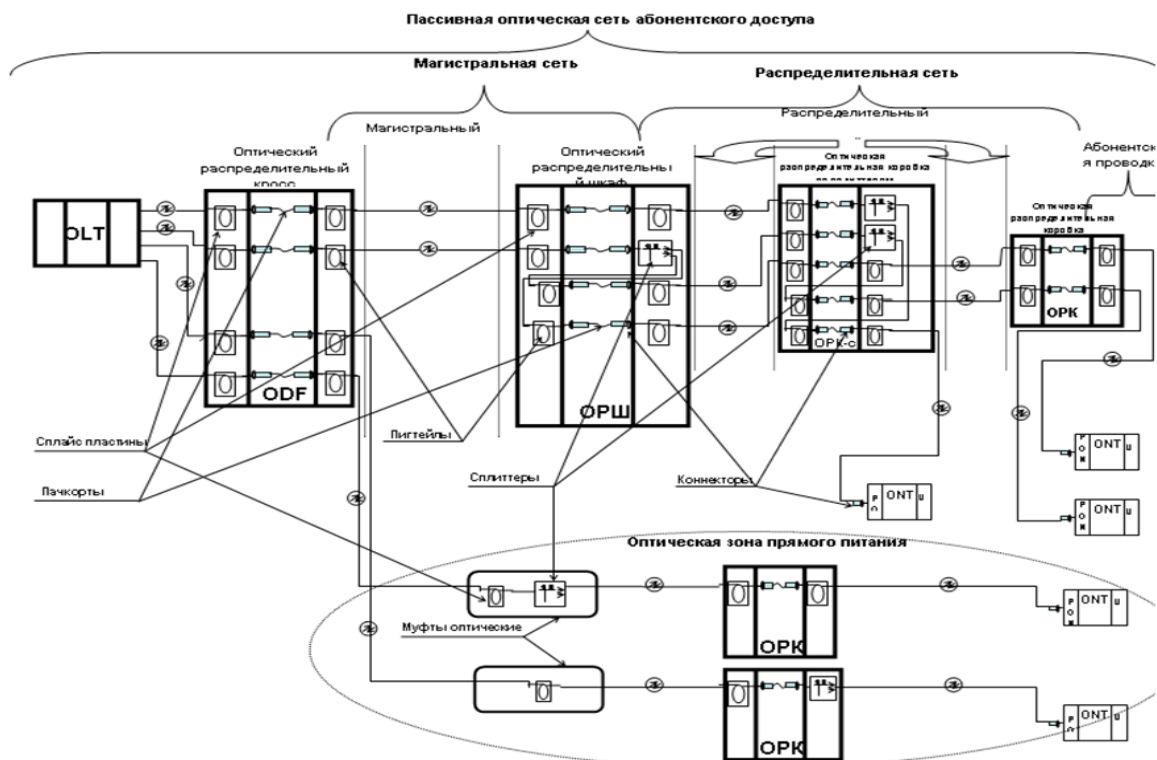 Пассивная оптическая сеть абонентского доступа
Магистральная сеть
Распределительная сеть
Магистральный
Распределительный
Оптический
распределительный
кросс
Оптический
распределительны
й шкаф
Оптическая
распределительная коробка
Абонентск
я проводк
Оптическая
распределительная
коробка
OLT
ODF
ОРШ
ОРК-с
ОРК
Сплайс пластины
Пигтейлы
Пачкорты
Сплиттеры
Коннекторы
ONT U
ONT U
ONT U
Оптическая зона прямого питания
Муфты оптические
ОРК
ONT U
ОРК
ONT U